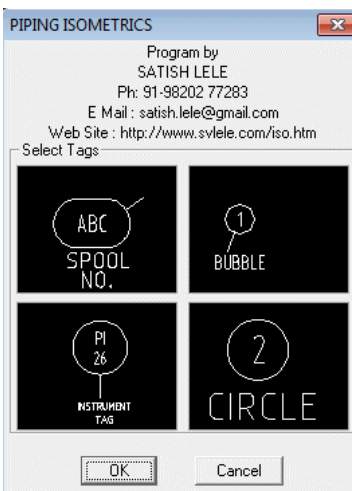 PIPING ISOMETRICS
Program by
SATISH LELE
Ph: 91-98202 77283
E Mail : satish.lele@gmail.com
Web Site : http://www.svlele.com/iso.htm
Select Tags
ABC
SPOOL
NO.
1
BUBBLE
PI
26
INSTRUMENT
TAG
2
CIRCLE
OK
Cancel